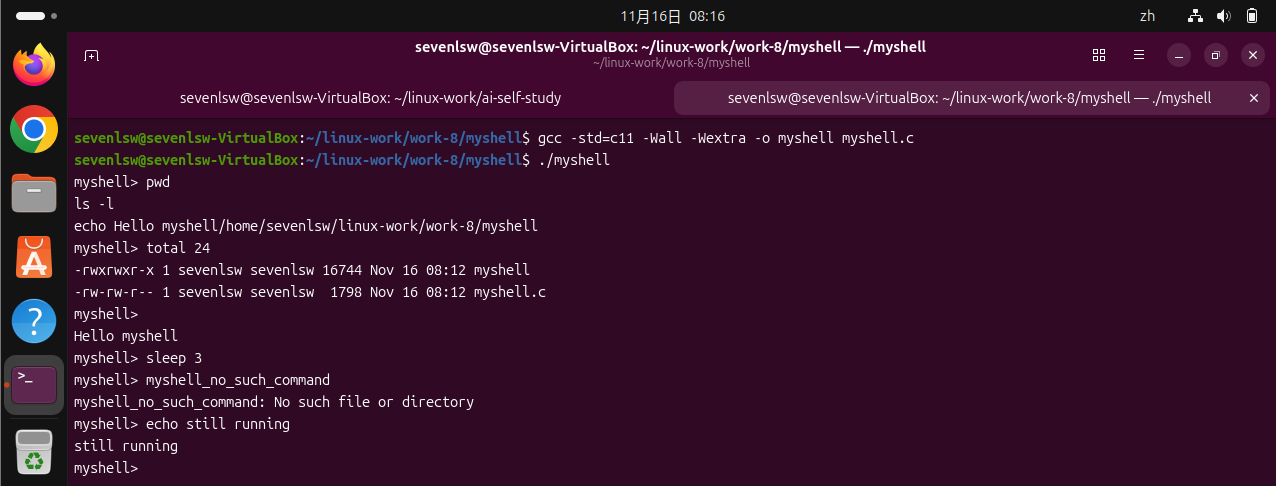 11月16日 08:16
zh
sevenlsw@sevenlsw-VirtualBox: ~/linux-work/work-8/myshell — ./myshell
~/linux-work/work-8/myshell
sevenlsw@sevenlsw-VirtualBox: ~/linux-work/ai-self-study
sevenlsw@sevenlsw-VirtualBox: ~/linux-work/work-8/myshell — ./myshell
sevenlsw@sevenlsw-VirtualBox:~/linux-work/work-8/myshell$ gcc -std=c11 -Wall -Wextra -o myshell myshell.c
sevenlsw@sevenlsw-VirtualBox:~/linux-work/work-8/myshell$ ./myshell
myshell> pwd
ls -l
echo Hello myshell/home/sevenlsw/linux-work/work-8/myshell
myshell> total 24
-rwxrwxr-x 1 sevenlsw sevenlsw 16744 Nov 16 08:12 myshell
-rw-rw-r-- 1 sevenlsw sevenlsw  1798 Nov 16 08:12 myshell.c
myshell>
Hello myshell
myshell> sleep 3
myshell> myshell_no_such_command
myshell_no_such_command: No such file or directory
myshell> echo still running
still running
myshell>